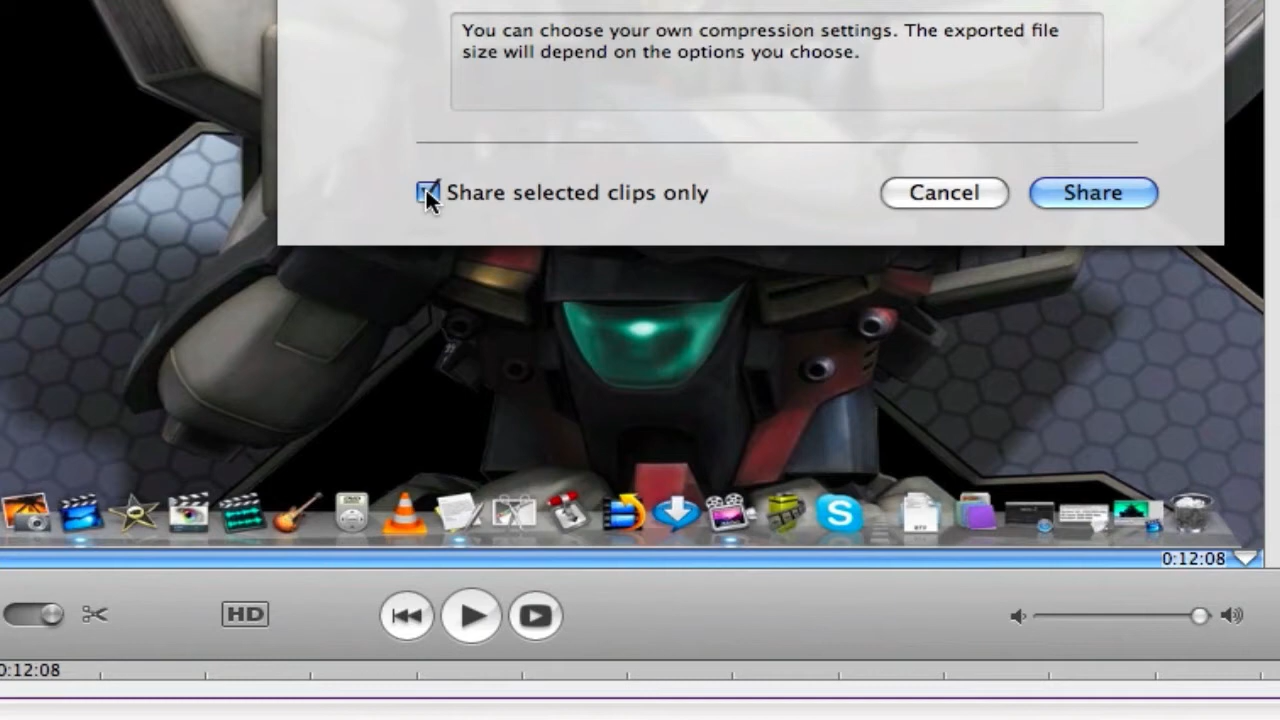 You can choose your own compression settings. The exported file
size will depend on the options you choose.
Share selected clips only
Cancel
Share
S
0:12:08
HD
0:12:08